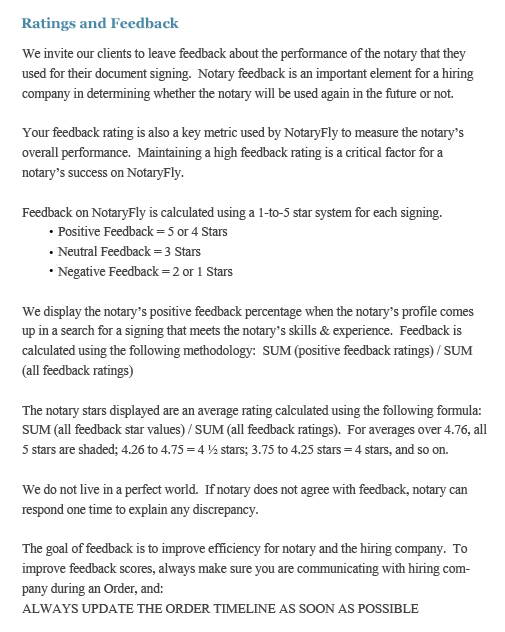 Ratings and Feedback
We invite our clients to leave feedback about the performance of the notary that they
used for their document signing.  Notary feedback is an important element for a hiring
company in determining whether the notary will be used again in the future or not.
Your feedback rating is also a key metric used by NotaryFly to measure the notary's
overall performance.  Maintaining a high feedback rating is a critical factor for a
notary's success on NotaryFly.
Feedback on NotaryFly is calculated using a 1-to-5 star system for each signing.
• Positive Feedback = 5 or 4 Stars
• Neutral Feedback = 3 Stars
• Negative Feedback = 2 or 1 Stars
We display the notary's positive feedback percentage when the notary's profile comes
up in a search for a signing that meets the notary's skills & experience.  Feedback is
calculated using the following methodology:  SUM (positive feedback ratings) / SUM
(all feedback ratings)
The notary stars displayed are an average rating calculated using the following formula:
SUM (all feedback star values) / SUM (all feedback ratings).  For averages over 4.76, all
5 stars are shaded; 4.26 to 4.75 = 4 ½ stars; 3.75 to 4.25 stars = 4 stars, and so on.
We do not live in a perfect world.  If notary does not agree with feedback, notary can
respond one time to explain any discrepancy.
The goal of feedback is to improve efficiency for notary and the hiring company.  To
improve feedback scores, always make sure you are communicating with hiring com-
pany during an Order, and:
ALWAYS UPDATE THE ORDER TIMELINE AS SOON AS POSSIBLE